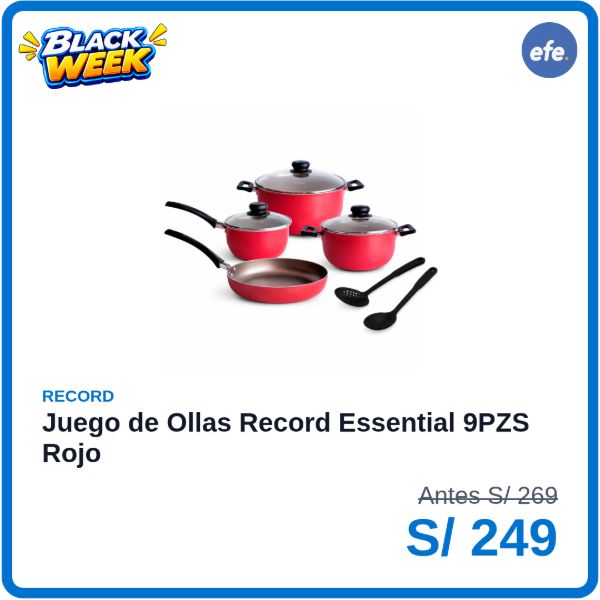 BLACK
WEEK
efe.
RECORD
Juego de Ollas Record Essential 9PZS
Rojo
Antes S/ 269
S/ 249